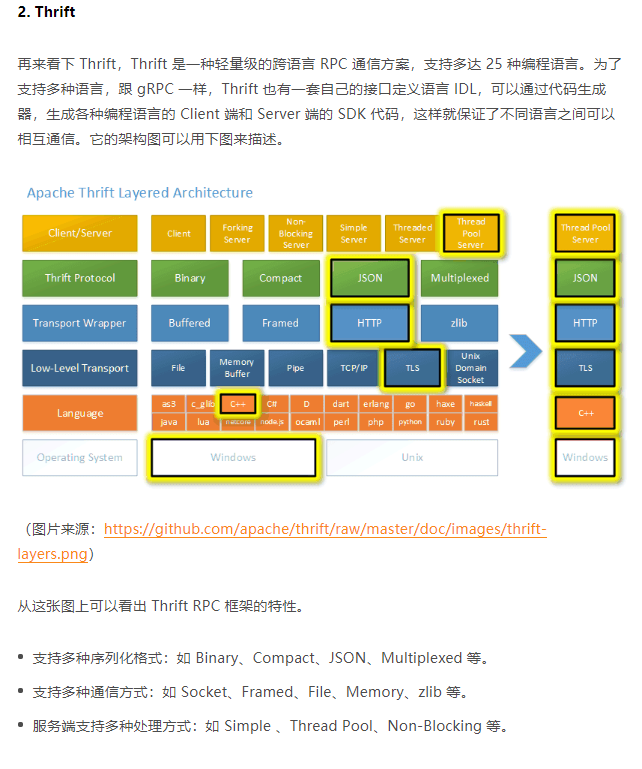 2. Thrift
再来看下 Thrift，Thrift 是一种轻量级的跨语言 RPC 通信方案，支持多达 25 种编程语言。为了
支持多种语言，跟 gRPC 一样，Thrift 也有一套自己的接口定义语言 IDL，可以通过代码生成
器，生成各种编程语言的 Client 端和 Server 端的 SDK 代码，这样就保证了不同语言之间可以
相互通信。它的架构图可以用下图来描述。
Apache Thrift Layered Architecture
Client/Server Client Forking Server Non-Blocking Server Simple Server Threaded Server Thread Pool Server Thread Pool Server
Thrift Protocol Binary Compact JSON Multiplexed JSON
Transport Wrapper Buffered Framed HTTP zlib HTTP
Low-Level Transport File Memory Buffer Pipe TCP/IP TLS Unix Domain Socket TLS
Language as3 c_glib C++ C# D dart erlang go haxe haskell C++
java lua netcore node.js ocaml perl php python ruby rust
Operating System Windows Unix Windows
（图片来源：https://github.com/apache/thrift/raw/master/doc/images/thrift-
layers.png）
从这张图上可以看出 Thrift RPC 框架的特性。
• 支持多种序列化格式：如 Binary、Compact、JSON、Multiplexed 等。
• 支持多种通信方式：如 Socket、Framed、File、Memory、zlib 等。
• 服务端支持多种处理方式：如 Simple 、Thread Pool、Non-Blocking 等。